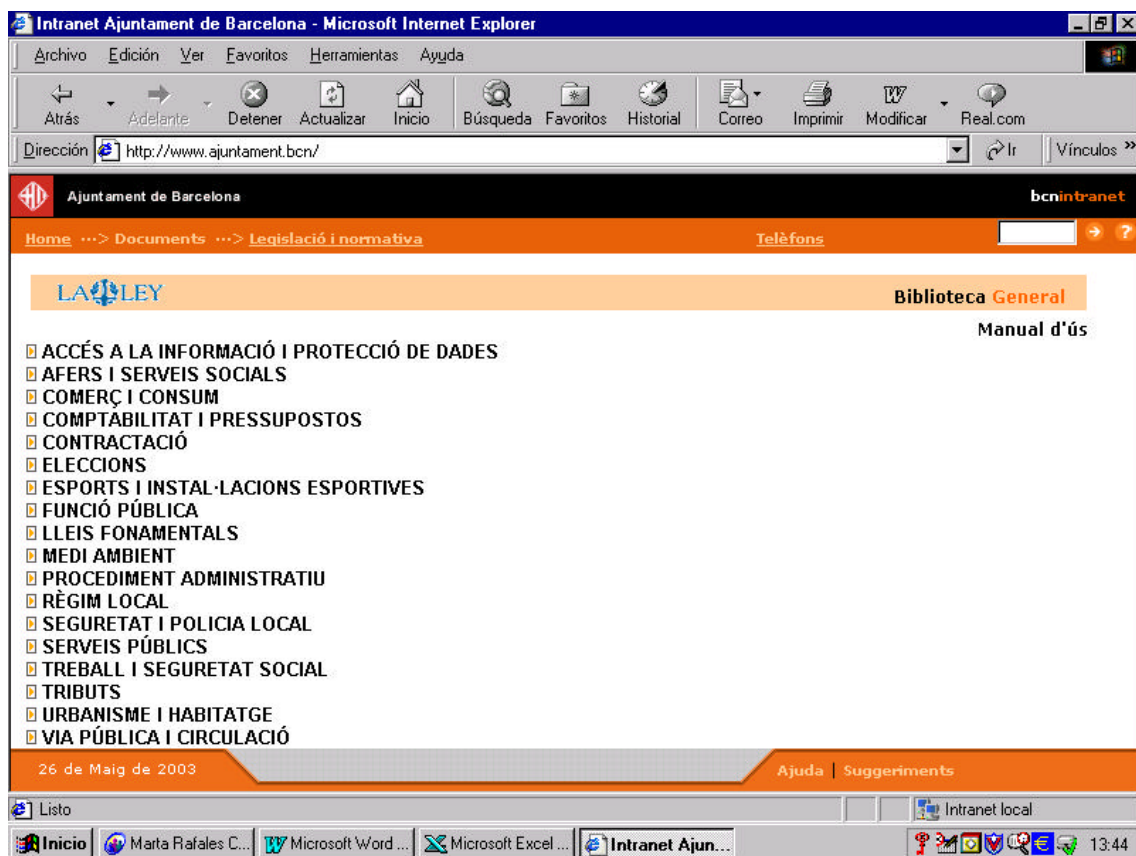 Intranet Ajuntament de Barcelona - Microsoft Internet Explorer
Archivo Edición Ver Favoritos Herramientas Ayuda
Atrás Adelante Detener Actualizar Inicio Búsqueda Favoritos Historial Correo Imprimir Modificar Real.com
Dirección http://www.ajuntament.bcn/ Ir Vínculos »
Ajuntament de Barcelona bcnintranet
Home ···> Documents ···> Legislació i normativa Telèfons
LA LEY Biblioteca General
Manual d'ús
ACCÉS A LA INFORMACIÓ I PROTECCIÓ DE DADES
AFERS I SERVEIS SOCIALS
COMERÇ I CONSUM
COMPTABILITAT I PRESSUPOSTOS
CONTRACTACIÓ
ELECCIONS
ESPORTS I INSTAL·LACIONS ESPORTIVES
FUNCIÓ PÚBLICA
LLEIS FONAMENTALS
MEDI AMBIENT
PROCEDIMENT ADMINISTRATIU
RÈGIM LOCAL
SEGURETAT I POLICIA LOCAL
SERVEIS PÚBLICS
TREBALL I SEGURETAT SOCIAL
TRIBUTS
URBANISME I HABITATGE
VIA PÚBLICA I CIRCULACIÓ
26 de Maig de 2003 Ajuda | Suggeriments
Listo Intranet local
Inicio Marta Rafales C... Microsoft Word ... Microsoft Excel ... Intranet Ajun... 13:44